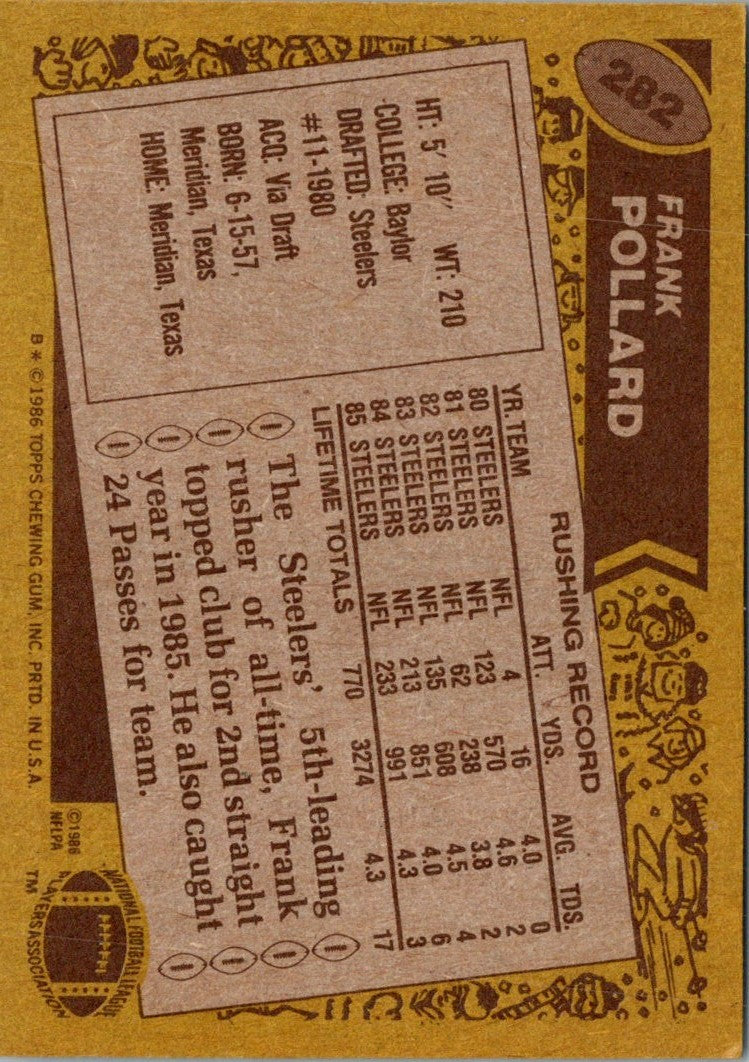 282
FRANK
POLLARD
HT: 5' 10" WT: 210
COLLEGE: Baylor
DRAFTED: Steelers
#11-1980
ACQ: Via Draft
BORN: 6-15-57,
Meridian, Texas
HOME: Meridian, Texas
RUSHING RECORD
YR. TEAM ATT. YDS. AVG. TDS.
80 STEELERS NFL 4 16 4.0 0
81 STEELERS NFL 123 570 4.6 2
82 STEELERS NFL 62 238 3.8 2
83 STEELERS NFL 135 608 4.5 4
84 STEELERS NFL 213 851 4.0 6
85 STEELERS NFL 233 991 4.3 3
LIFETIME TOTALS 770 3274 4.3 17
The Steelers' 5th-leading
rusher of all-time, Frank
topped club for 2nd straight
year in 1985. He also caught
24 Passes for team.
B * ©1986 TOPPS CHEWING GUM, INC. PRTD. IN U.S.A.
©1986
NFLPA
NATIONAL FOOTBALL LEAGUE
PLAYERS ASSOCIATION
TM